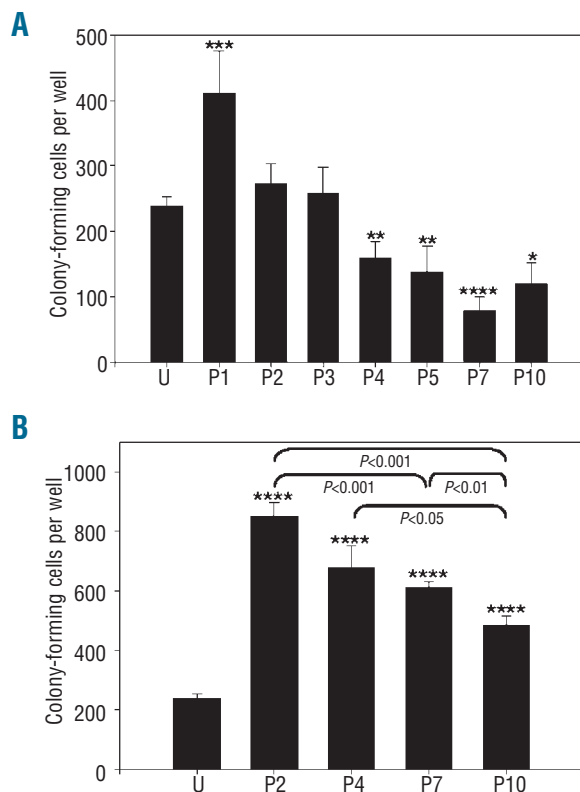 A
Colony-forming cells per well
500
400
300
200
100
0
***
**
**
****
*
U P1 P2 P3 P4 P5 P7 P10
B
Colony-forming cells per well
1000
800
600
400
200
0
P<0.001
P<0.001 P<0.01
P<0.05
****
****
****
****
U P2 P4 P7 P10